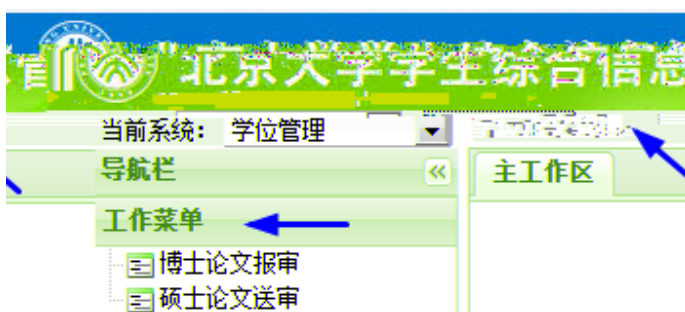 北京大学学生综合信息
当前系统： 学位管理
导航栏
主工作区
工作菜单
博士论文报审
硕士论文送审